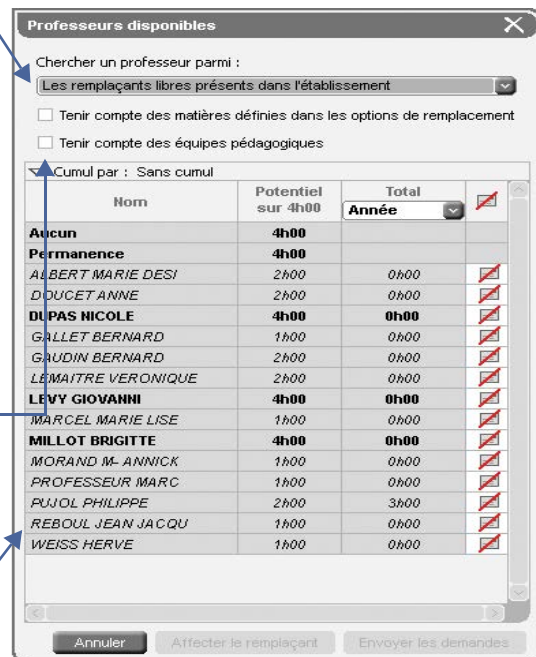 Professeurs disponibles
Chercher un professeur parmi :
Les remplaçants libres présents dans l'établissement
Tenir compte des matières définies dans les options de remplacement
Tenir compte des équipes pédagogiques
Cumul par : Sans cumul
Nom Potentiel sur 4h00 Total Année
Aucun 4h00
Permanence 4h00
ALBERT MARIE DESI 2h00 0h00
DOUCET ANNE 2h00 0h00
DUPAS NICOLE 4h00 0h00
GALLET BERNARD 1h00 0h00
GAUDIN BERNARD 2h00 0h00
LEMAITRE VERONIQUE 2h00 0h00
LEVY GIOVANNI 4h00 0h00
MARCEL MARIE LISE 1h00 0h00
MILLOT BRIGITTE 4h00 0h00
MORAND M- ANNICK 1h00 0h00
PROFESSEUR MARC 1h00 0h00
PUJOL PHILIPPE 2h00 3h00
REBOUL JEAN JACQU 1h00 0h00
WEISS HERVE 1h00 0h00
Annuler Affecter le remplaçant Envoyer les demandes